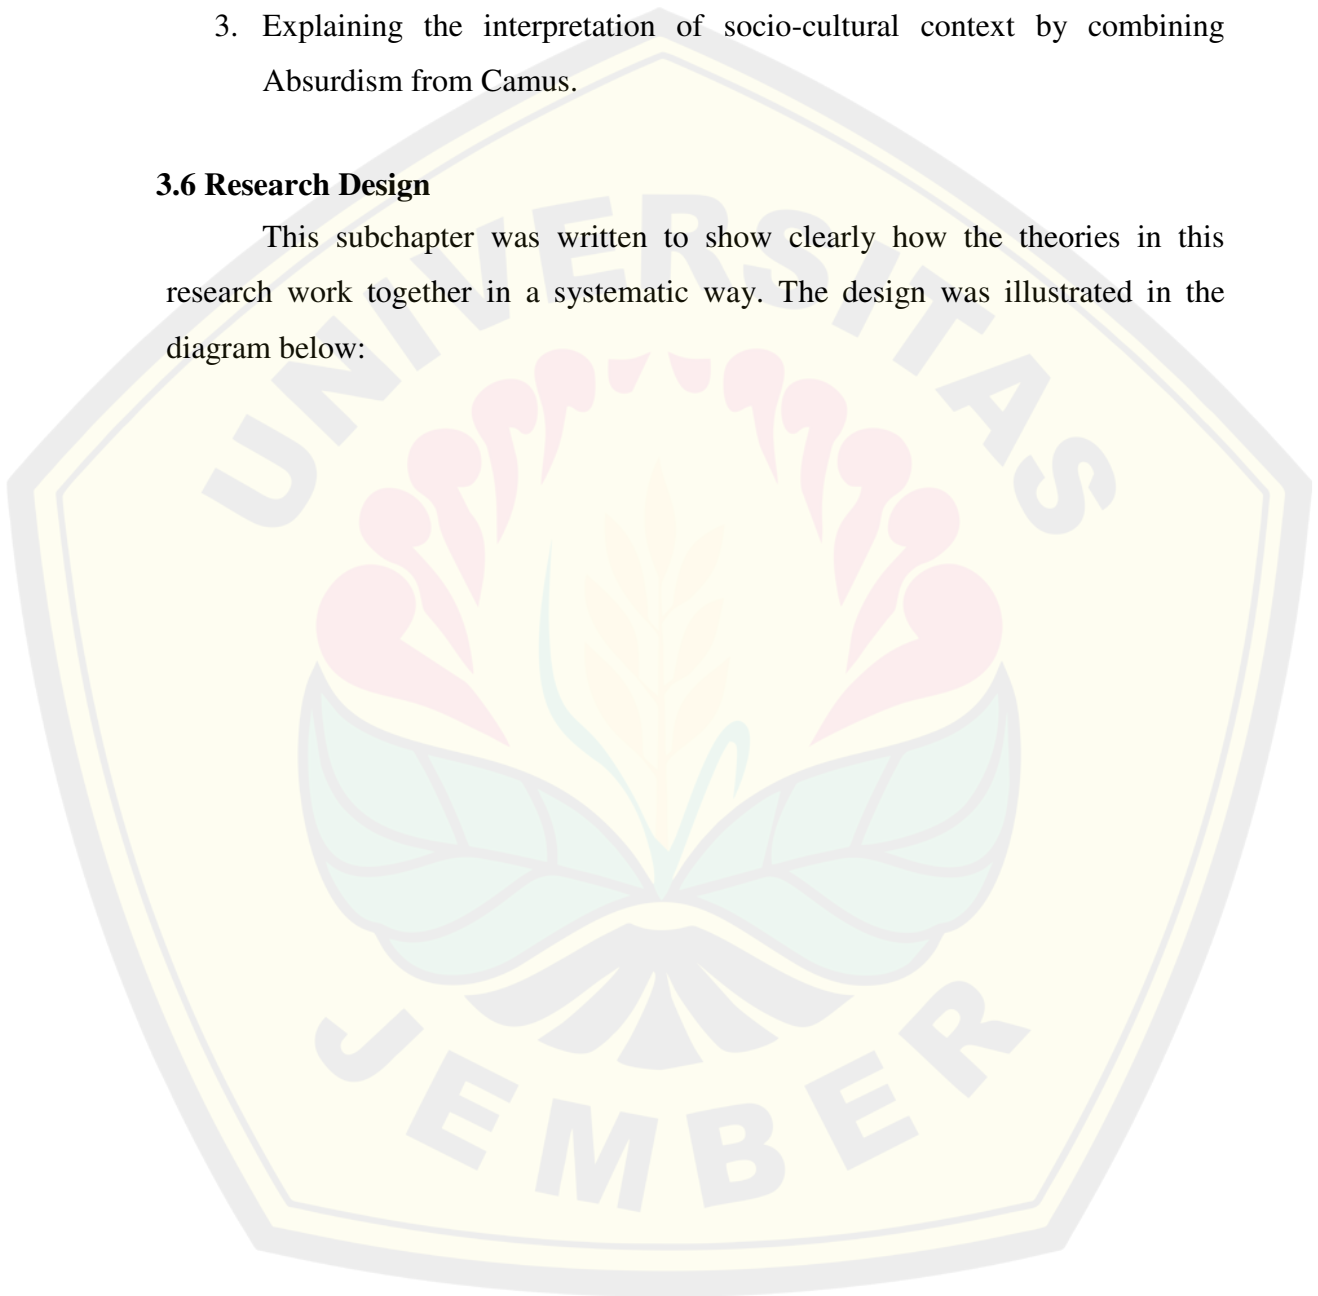 3. Explaining the interpretation of socio-cultural context by combining
Absurdism from Camus.
3.6 Research Design
This subchapter was written to show clearly how the theories in this
research work together in a systematic way. The design was illustrated in the
diagram below:
UNIVERSITAS
JEMBER